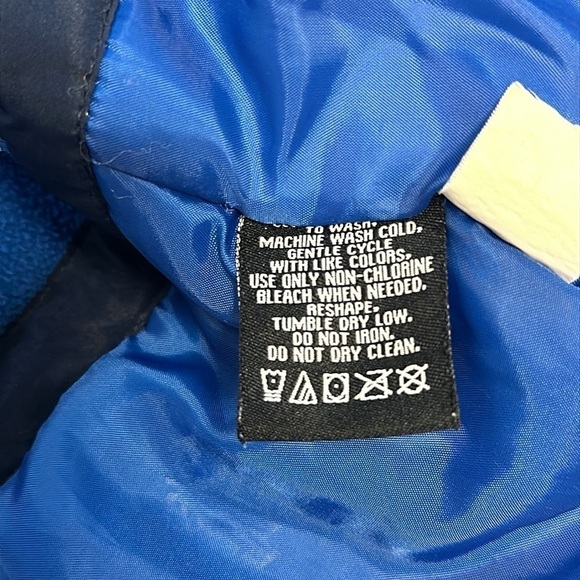 TO WASH.
MACHINE WASH COLD,
GENTLE CYCLE
WITH LIKE COLORS,
USE ONLY NON-CHLORINE
BLEACH WHEN NEEDED.
RESHAPE.
TUMBLE DRY LOW.
DO NOT IRON.
DO NOT DRY CLEAN.